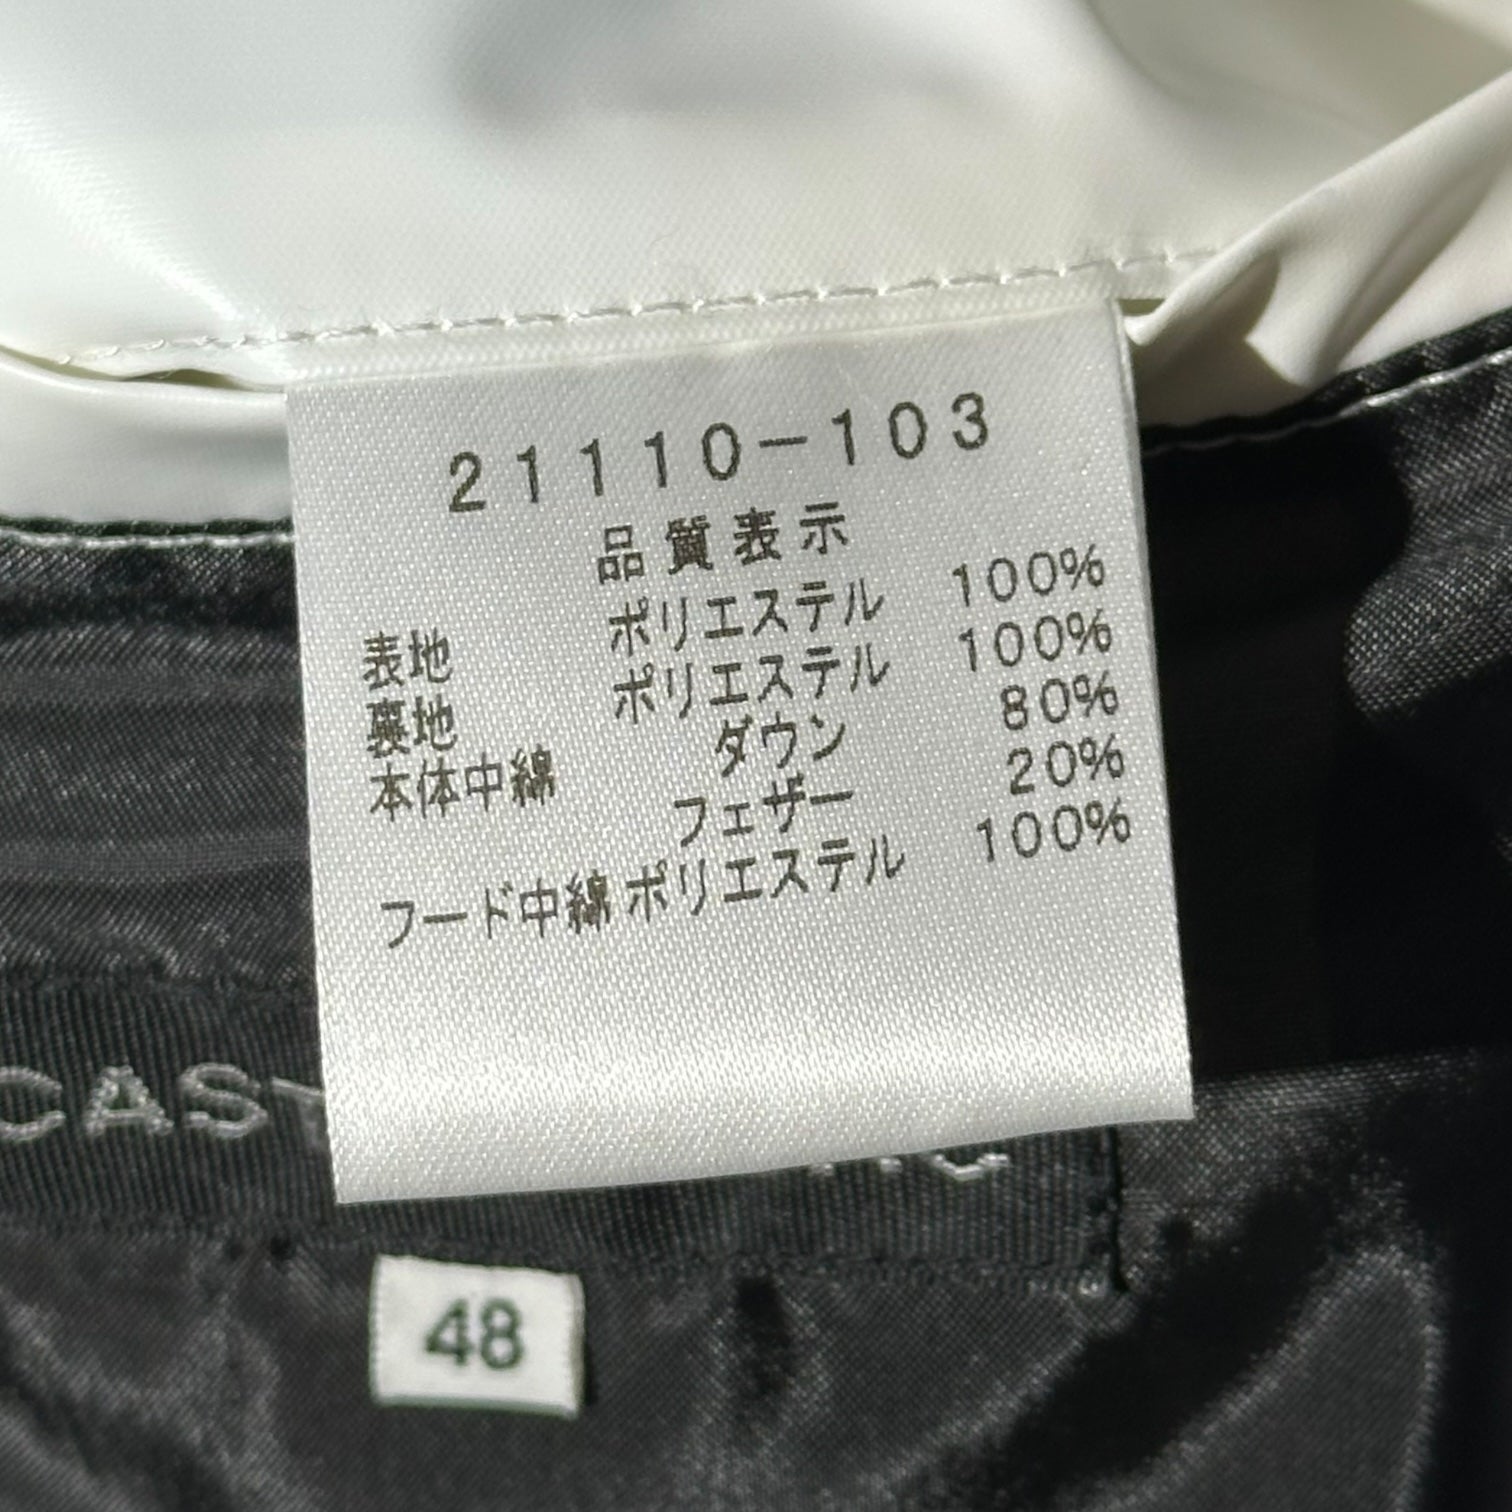 21110-103
品質表示
表地 ポリエステル 100%
裏地 ポリエステル 100%
本体中綿 ダウン 80%
フェザー 20%
フード中綿 ポリエステル 100%
48